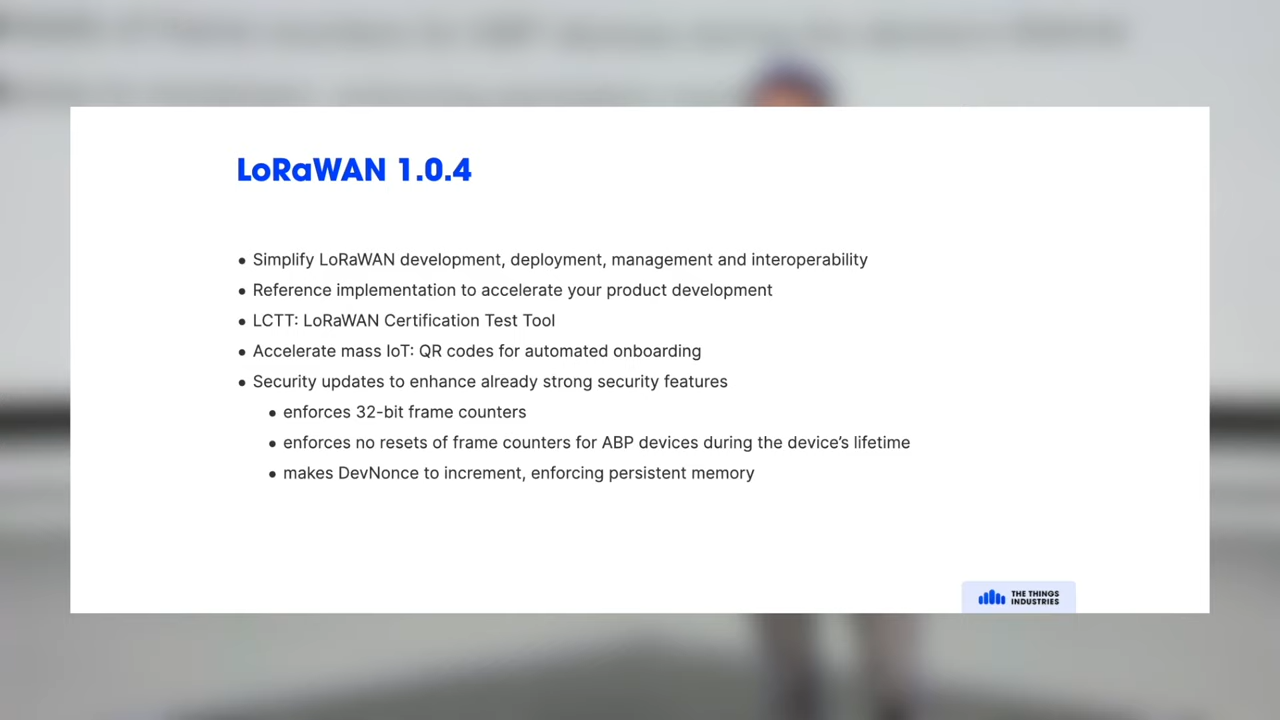 LoRaWAN 1.0.4
• Simplify LoRaWAN development, deployment, management and interoperability
• Reference implementation to accelerate your product development
• LCTT: LoRaWAN Certification Test Tool
• Accelerate mass IoT: QR codes for automated onboarding
• Security updates to enhance already strong security features
• enforces 32-bit frame counters
• enforces no resets of frame counters for ABP devices during the device’s lifetime
• makes DevNonce to increment, enforcing persistent memory
THE THINGS
INDUSTRIES